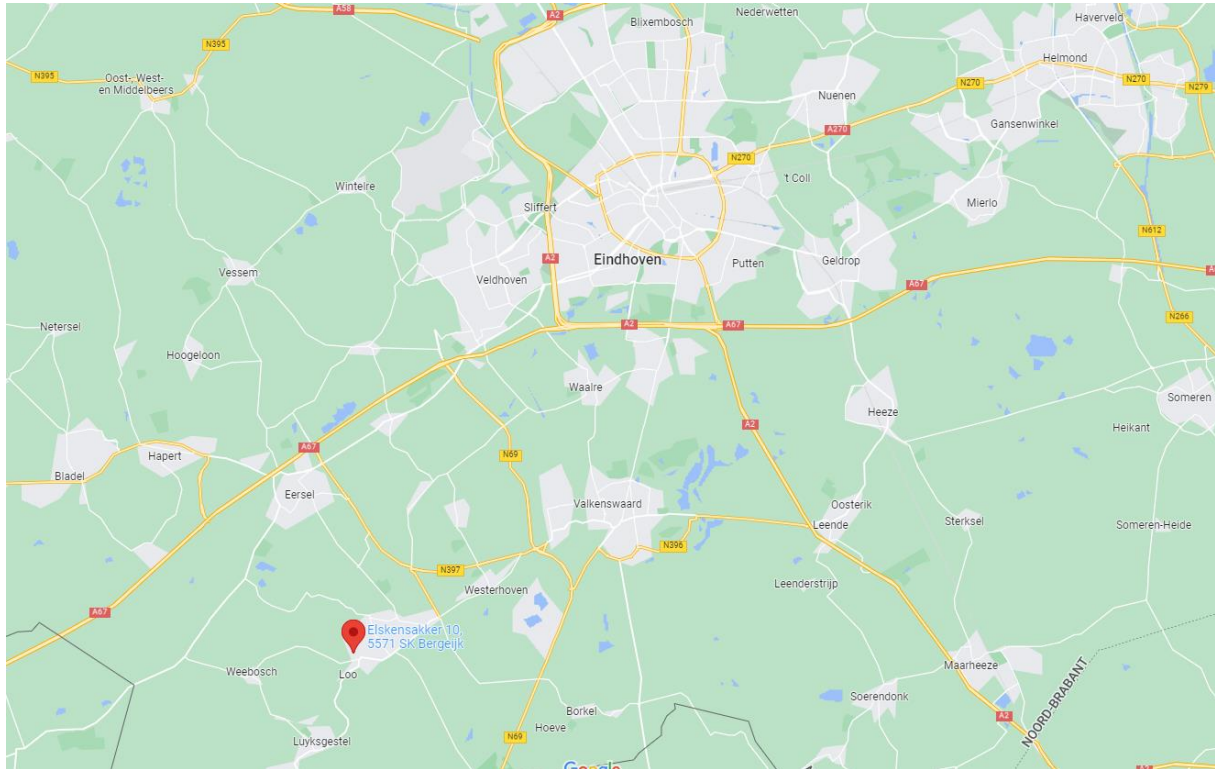 A58
A2
Blixembosch
Nederwetten
Haverveld
N395
Helmond
N395
Oost-, West-
en Middelbeers
N270
N270
N279
Nuenen
Gansenwinkel
A270
N270
't Coll
Wintelre
Sliffert
Mierlo
N612
A2
Eindhoven
Putten
Geldrop
Vessem
Veldhoven
A67
N266
A2
A67
Netersel
Hoogeloon
Waalre
Someren
Heeze
A2
Heikant
A67
Hapert
N69
Bladel
Eersel
Valkenswaard
Oosterik
Leende
Sterksel
Someren-Heide
N396
N397
Leenderstrijp
Westerhoven
A67
Elskensakker 10,
5571 SK Bergeijk
Weebosch
Loo
Maarheeze
Soerendonk
NOORD-BRABANT
Borkel
A2
Hoeve
N69
Luyksgestel
Google